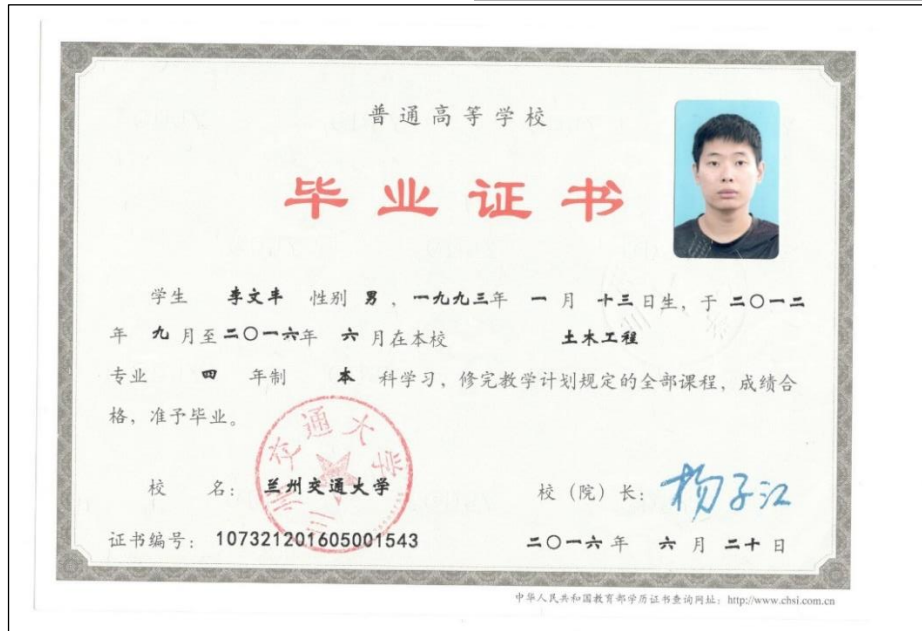 普通高等学校
毕业证书
学生 李文丰 性别 男，一九九三年 一 月 十三 日生，于 二〇一二
年 九 月至 二〇一六年 六 月在本校 土木工程
专业 四 年制 本 科学习，修完教学计划规定的全部课程，成绩合
格，准予毕业。
校 名： 兰州交通大学 校（院）长： 杨子江
兰州交通大学
证书编号： 107321201605001543 二〇一六 年 六 月 二十 日
中华人民共和国教育部学历证书查询网址：http://www.chsi.com.cn